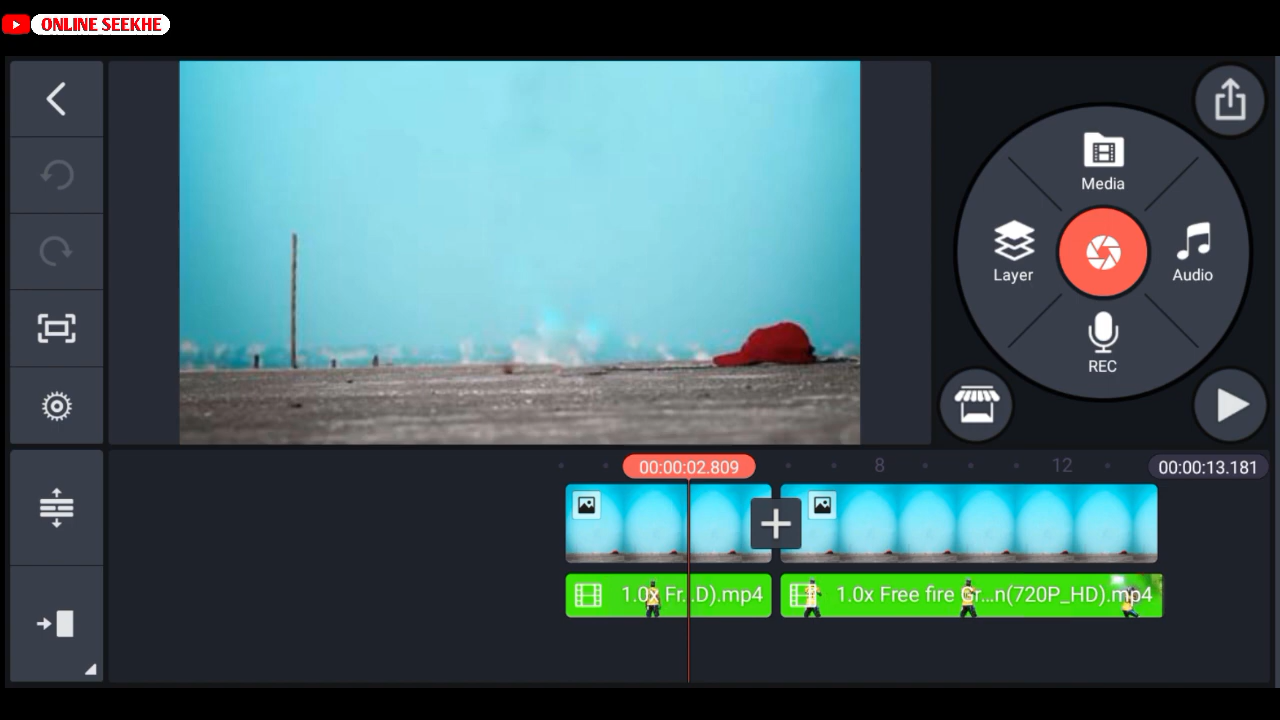 ONLINE SEEKHE
Media
Layer
Audio
REC
00:00:02.809
8
12
00:00:13.181
1.0x Fr...D).mp4
1.0x Free fire Gr...n(720P_HD).mp4